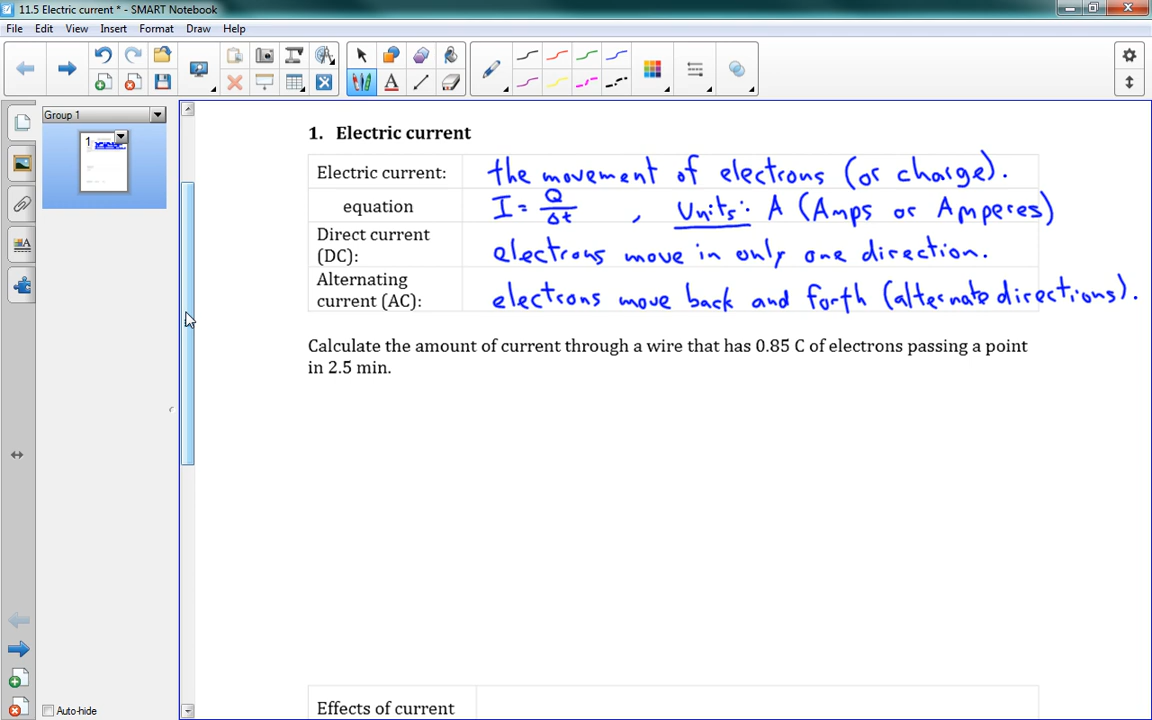 11.5 Electric current * - SMART Notebook
File Edit View Insert Format Draw Help
Group 1
1
1. Electric current
Electric current: the movement of electrons (or charge).
equation I = Q/Δt , Units: A (Amps or Amperes)
Direct current
(DC): electrons move in only one direction.
Alternating
current (AC): electrons move back and forth (alternate directions).
Calculate the amount of current through a wire that has 0.85 C of electrons passing a point
in 2.5 min.
Effects of current
Auto-hide